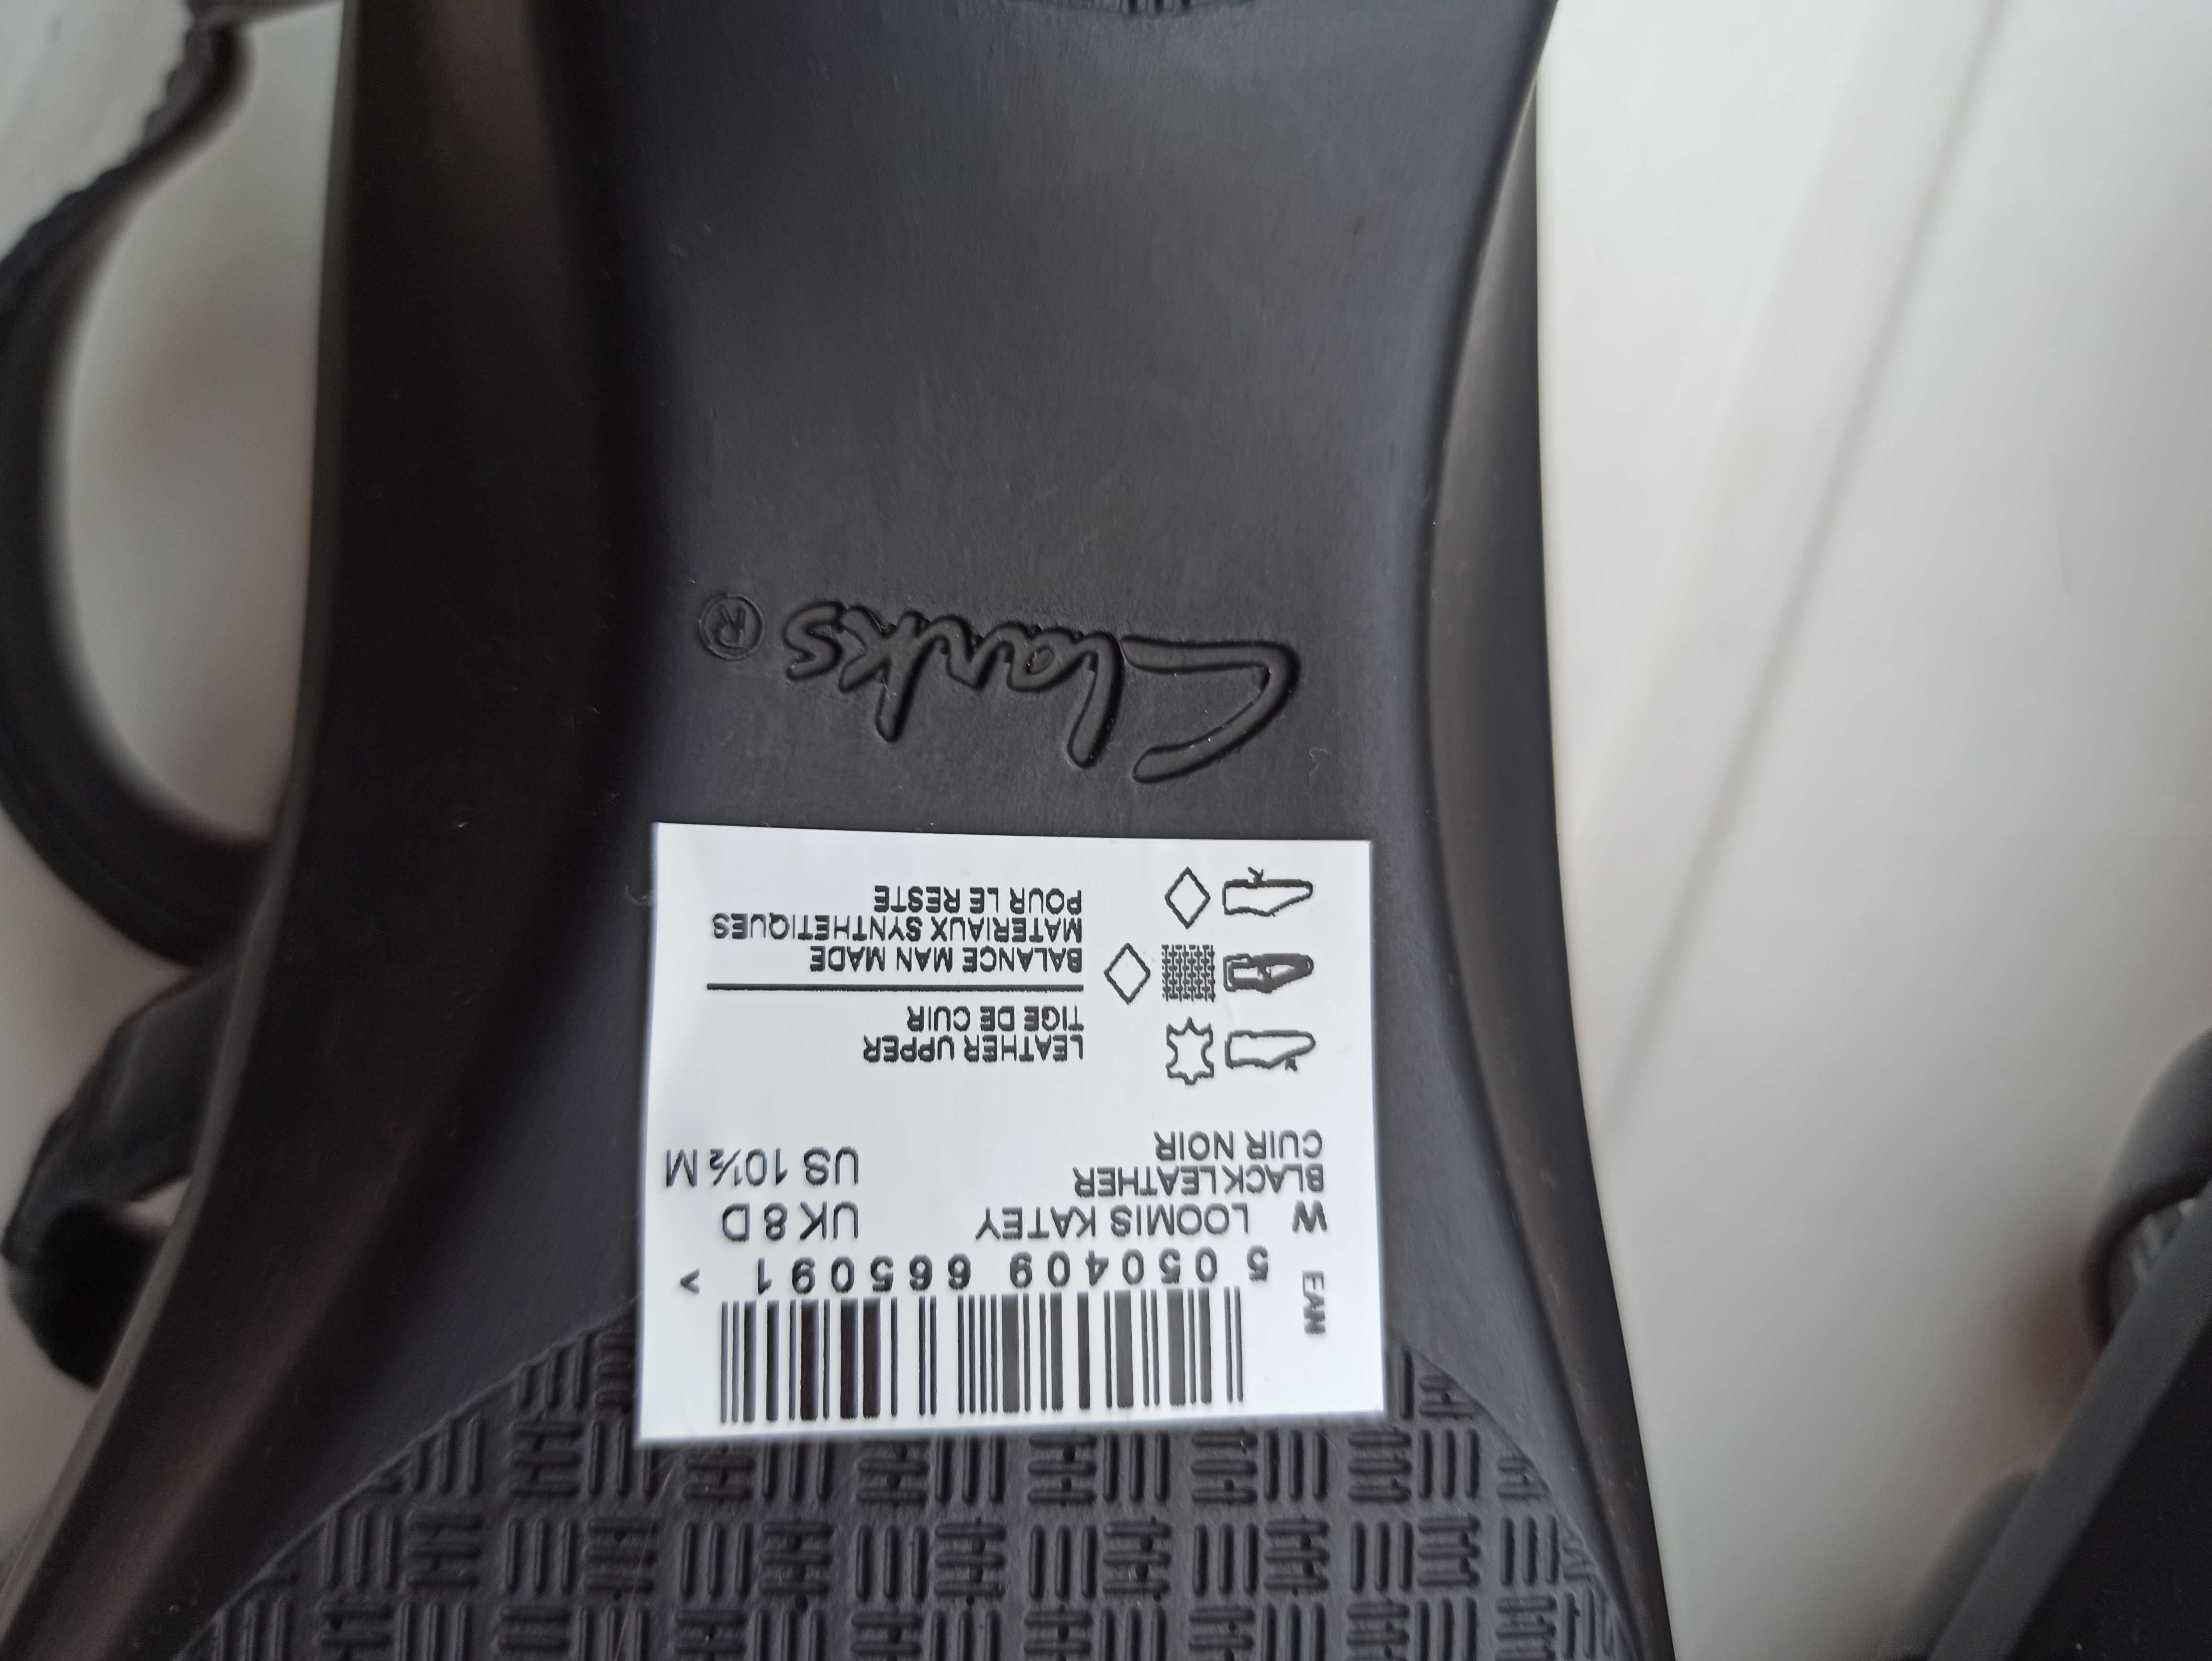 Clarks®
BALANCE MAN MADE
MATERIAUX SYNTHETIQUES
POUR LE RESTE
LEATHER UPPER
TIGE DE CUIR
EAN
5 050409 665091 >
W LOOMIS KATEY UK 8 D
BLACK LEATHER US 10½ M
CUIR NOIR